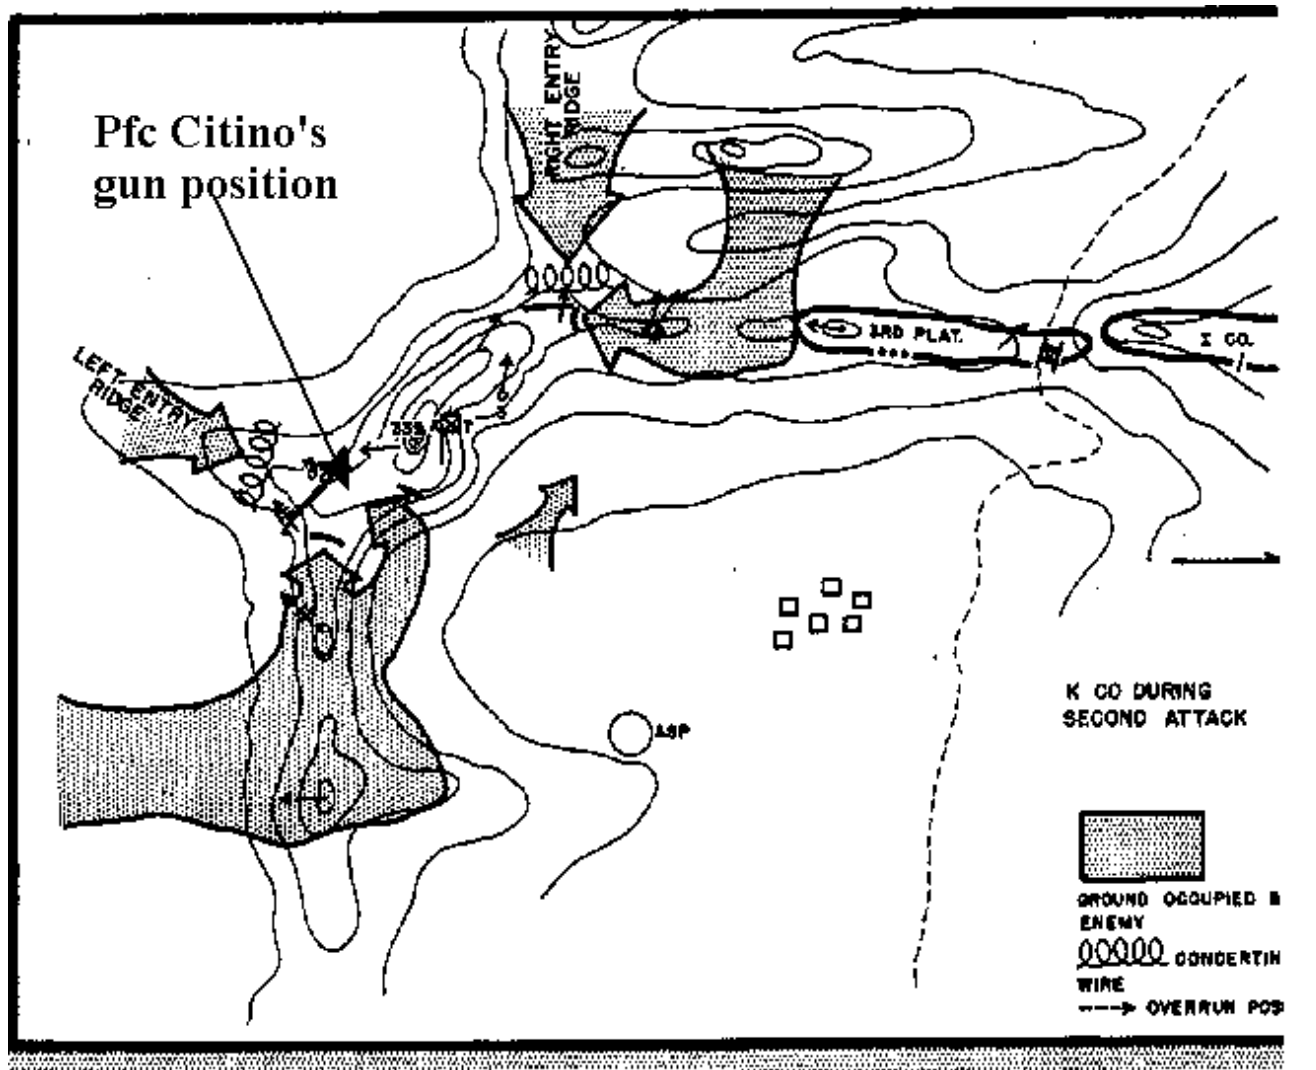 Pfc Citino's
gun position
RIGHT ENTRY
RIDGE
LEFT ENTRY
RIDGE
3RD PLAT.
I CO.
ASP
K CO DURING
SECOND ATTACK
GROUND OCCUPIED B
ENEMY
CONCERTIN
WIRE
OVERRUN POS